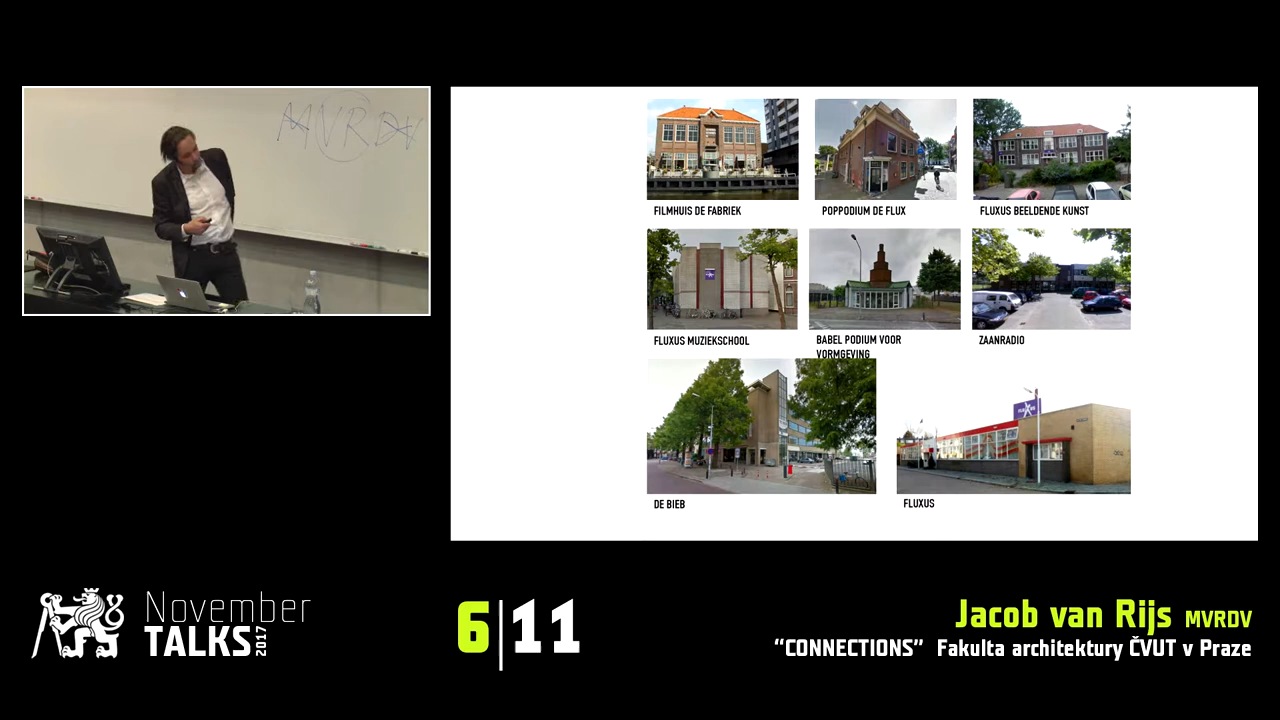 MVRDV
FILMHUIS DE FABRIEK
POPPODIUM DE FLUX
FLUXUS BEELDENDE KUNST
FLUXUS MUZIEKSCHOOL
BABEL PODIUM VOOR
VORMGEVING
ZAANRADIO
DE BIEB
FLUXUS
November
TALKS 2017
6|11
Jacob van Rijs MVRDV
“CONNECTIONS” Fakulta architektury ČVUT v Praze